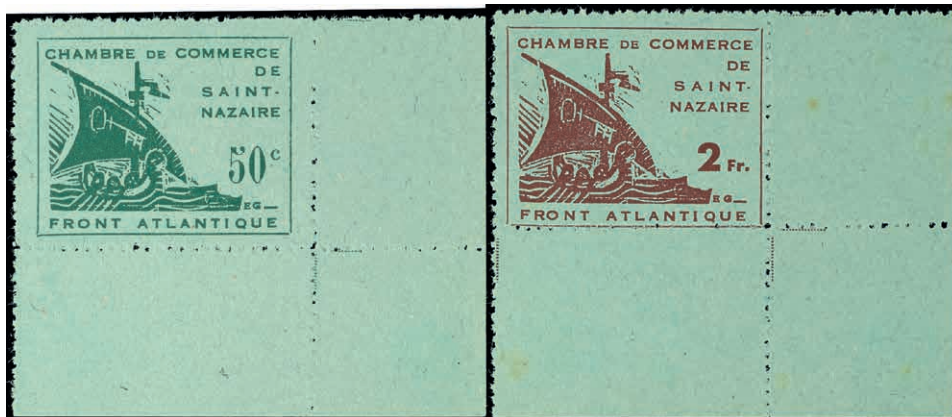 CHAMBRE DE COMMERCE
DE
SAINT-
NAZAIRE
50c
EG
FRONT ATLANTIQUE
CHAMBRE DE COMMERCE
DE
SAINT-
NAZAIRE
2 Fr.
EG
FRONT ATLANTIQUE